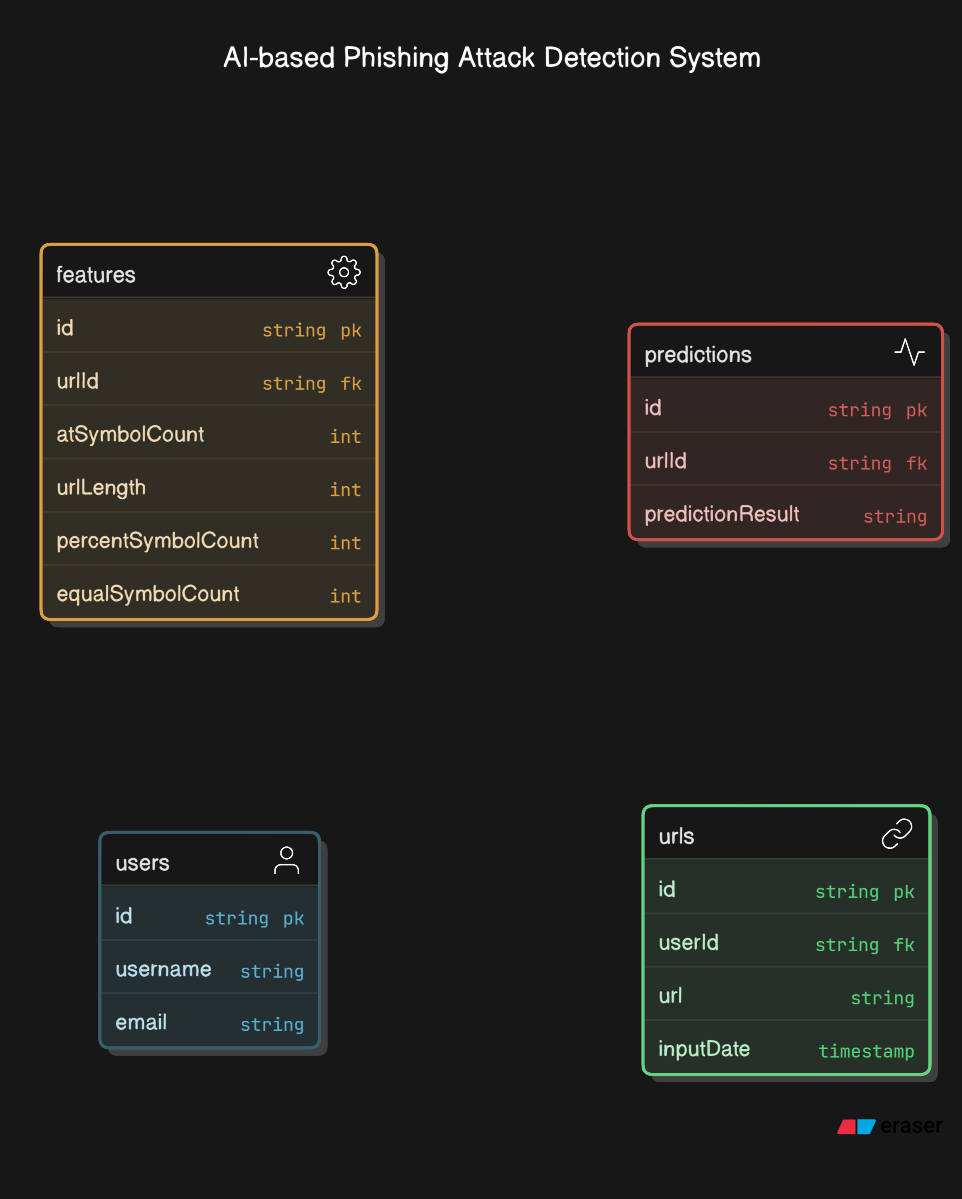 AI-based Phishing Attack Detection System
features
id string pk
urlId string fk
atSymbolCount int
urlLength int
percentSymbolCount int
equalSymbolCount int
predictions
id string pk
urlId string fk
predictionResult string
users
id string pk
username string
email string
urls
id string pk
userId string fk
url string
inputDate timestamp
eraser